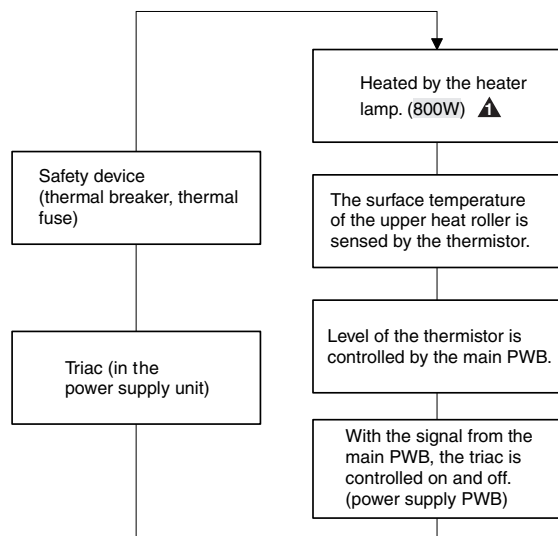 Heated by the heater
lamp. (800W) 1
Safety device
(thermal breaker, thermal
fuse)
The surface temperature
of the upper heat roller is
sensed by the thermistor.
Triac (in the
power supply unit)
Level of the thermistor is
controlled by the main PWB.
With the signal from the
main PWB, the triac is
controlled on and off.
(power supply PWB)